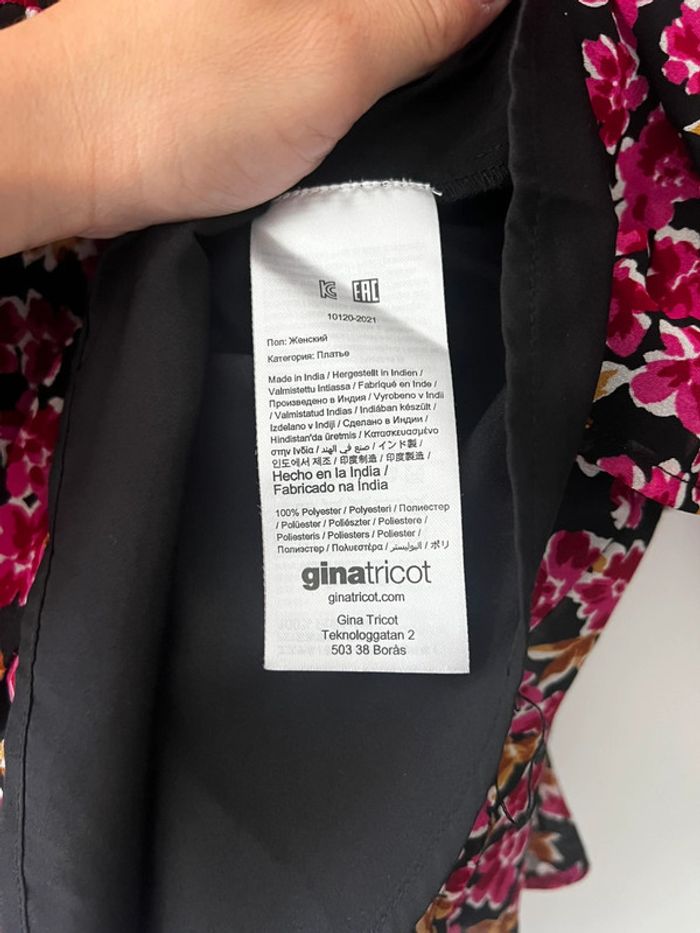 EAC
10120-2021
Пол: Женский
Категория: Платье
Made in India / Hergestellt in Indien /
Valmistettu Intiassa / Fabriqué en Inde /
Произведено в Индия / Vyrobeno v Indii
/ Valmistatud Indias / Indiában készült /
Izdelano v Indiji / Сделано в Индии /
Hindistan'da üretmis / Κατασκευασμένο
στην Ινδία / صنع في الهند / インド製 /
인도에서 제조 / 印度制造 / 印度製造 /
Hecho en la India /
Fabricado na Índia
100% Polyester / Polyesteri / Полиестер
/ Polüester / Poliészter / Poliestere /
Poliesteris / Poliesters / Poliester /
Полиэстер / Πολυεστέρα / البوليستر / ポリ
ginatricot
ginatricot.com
Gina Tricot
Teknologgatan 2
503 38 Borås